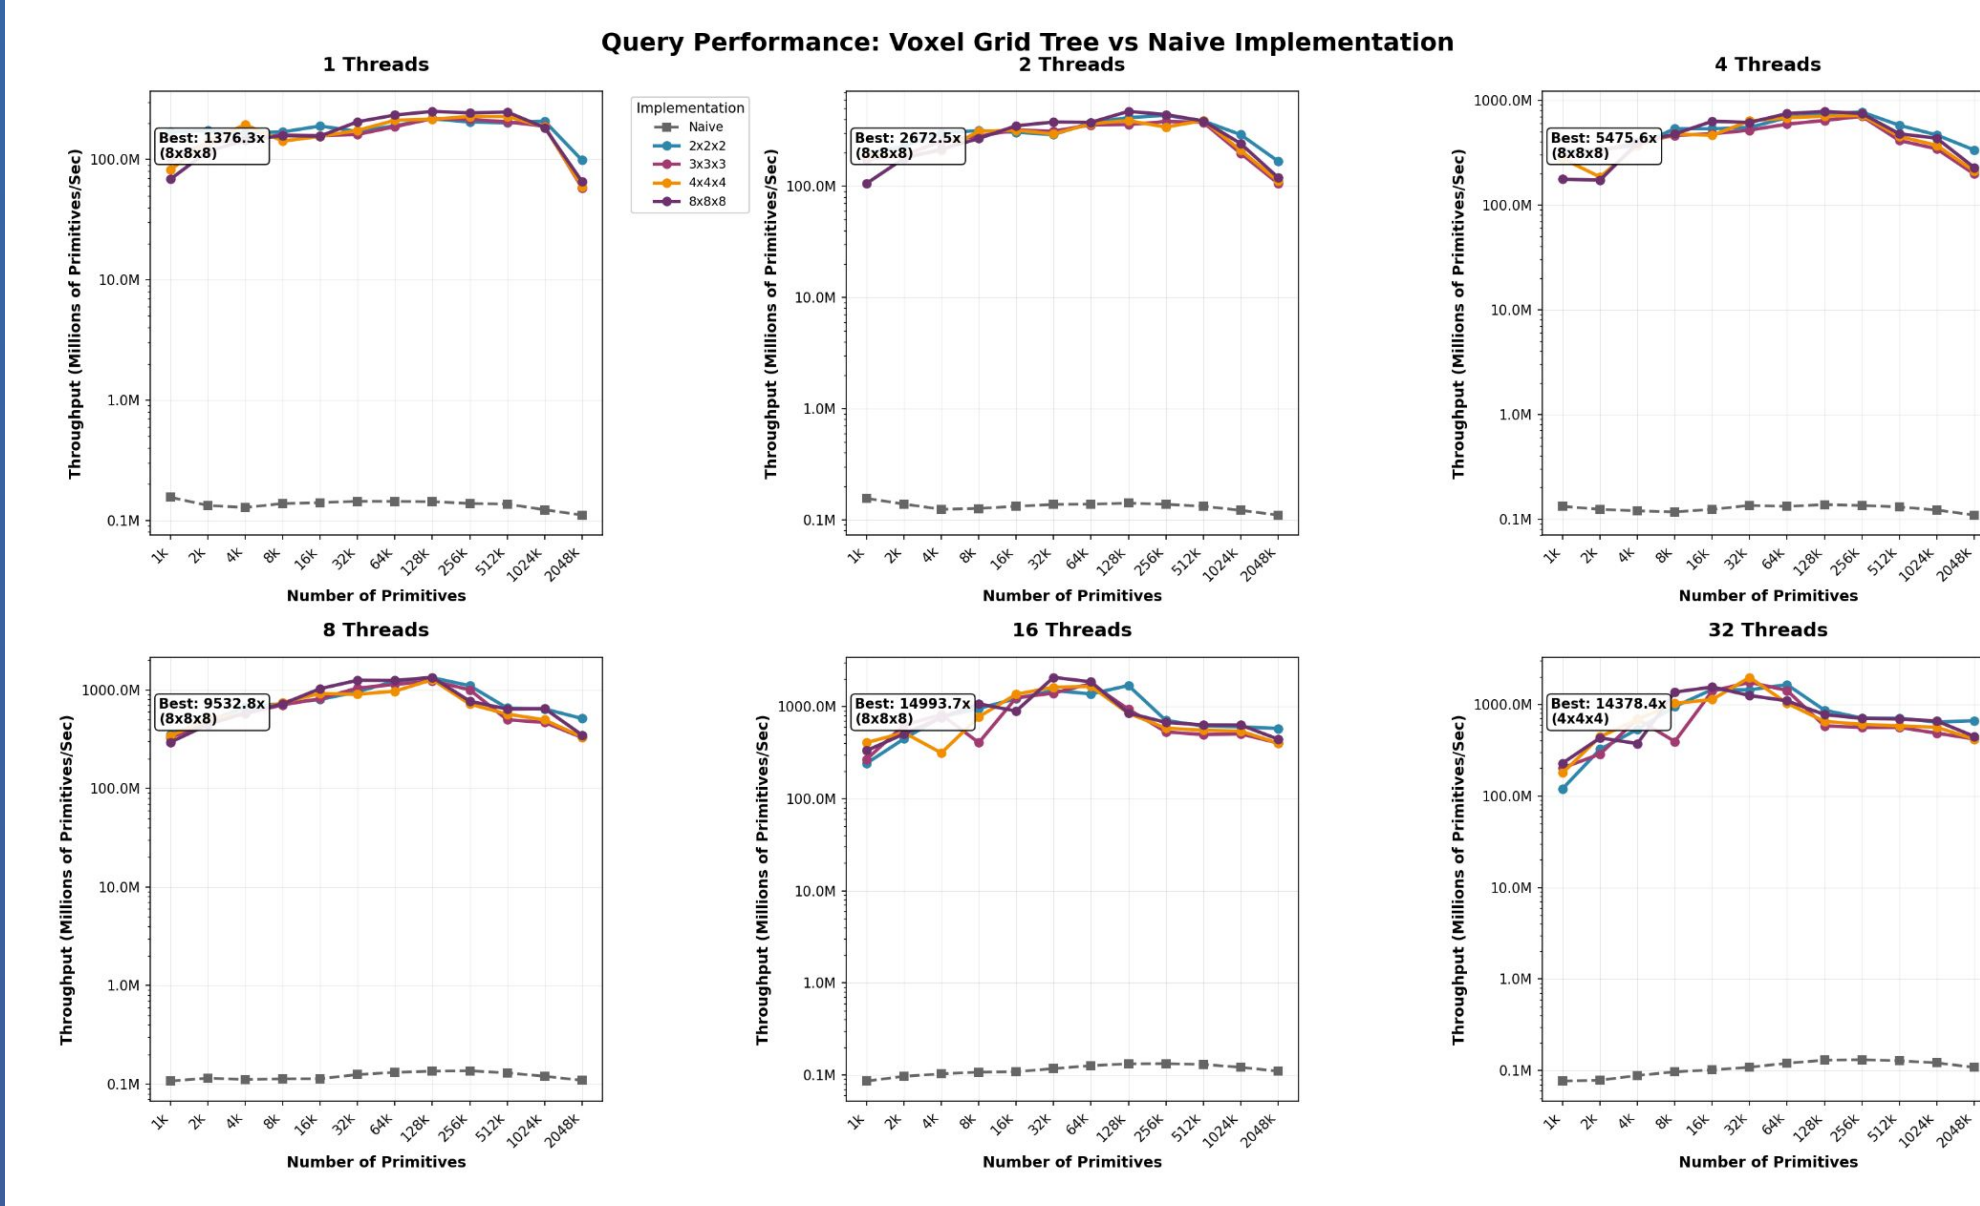 Query Performance: Voxel Grid Tree vs Naive Implementation
1 Threads
Throughput (Millions of Primitives/Sec)
100.0M
10.0M
1.0M
0.1M
Best: 1376.3x
(8x8x8)
1k 2k 4k 8k 16k 32k 64k 128k 256k 512k 1024k 2048k
Number of Primitives
Implementation
Naive
2x2x2
3x3x3
4x4x4
8x8x8
2 Threads
Throughput (Millions of Primitives/Sec)
100.0M
10.0M
1.0M
0.1M
Best: 2672.5x
(8x8x8)
1k 2k 4k 8k 16k 32k 64k 128k 256k 512k 1024k 2048k
Number of Primitives
4 Threads
Throughput (Millions of Primitives/Sec)
1000.0M
100.0M
10.0M
1.0M
0.1M
Best: 5475.6x
(8x8x8)
1k 2k 4k 8k 16k 32k 64k 128k 256k 512k 1024k 2048k
Number of Primitives
8 Threads
Throughput (Millions of Primitives/Sec)
1000.0M
100.0M
10.0M
1.0M
0.1M
Best: 9532.8x
(8x8x8)
1k 2k 4k 8k 16k 32k 64k 128k 256k 512k 1024k 2048k
Number of Primitives
16 Threads
Throughput (Millions of Primitives/Sec)
1000.0M
100.0M
10.0M
1.0M
0.1M
Best: 14993.7x
(8x8x8)
1k 2k 4k 8k 16k 32k 64k 128k 256k 512k 1024k 2048k
Number of Primitives
32 Threads
Throughput (Millions of Primitives/Sec)
1000.0M
100.0M
10.0M
1.0M
0.1M
Best: 14378.4x
(4x4x4)
1k 2k 4k 8k 16k 32k 64k 128k 256k 512k 1024k 2048k
Number of Primitives